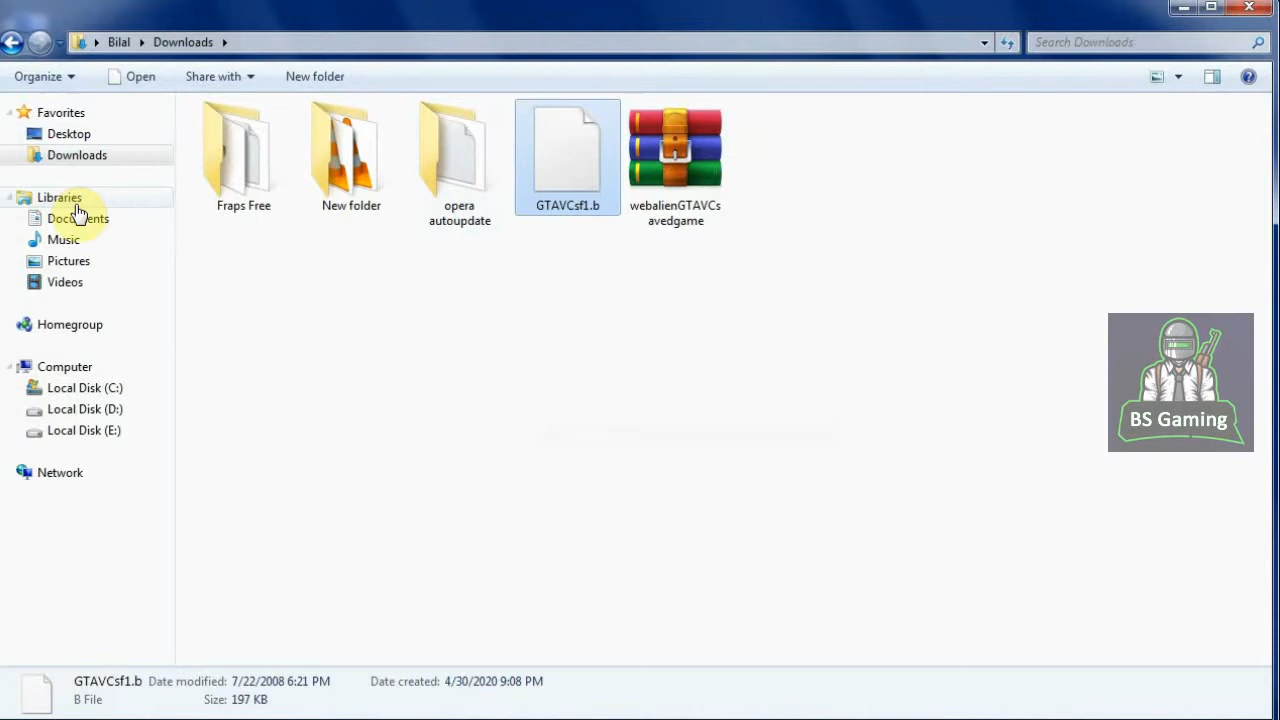 Bilal
Downloads
Search Downloads
Organize
Open
Share with
New folder
Favorites
Desktop
Downloads
Libraries
Documents
Music
Pictures
Videos
Homegroup
Computer
Local Disk (C:)
Local Disk (D:)
Local Disk (E:)
Network
Fraps Free
New folder
opera
autoupdate
GTAVCsf1.b
webalienGTAVCs
avedgame
BS Gaming
GTAVCsf1.b Date modified: 7/22/2008 6:21 PM Date created: 4/30/2020 9:08 PM
B File Size: 197 KB